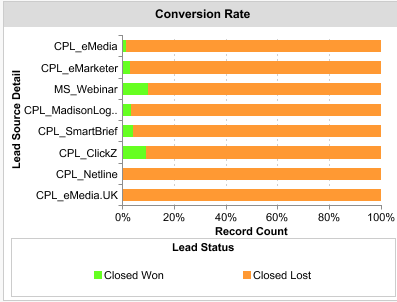 Conversion Rate
Lead Source Detail
CPL_eMedia
CPL_eMarketer
MS_Webinar
CPL_MadisonLog..
CPL_SmartBrief
CPL_ClickZ
CPL_Netline
CPL_eMedia.UK
0% 20% 40% 60% 80% 100%
Record Count
Lead Status
Closed Won Closed Lost